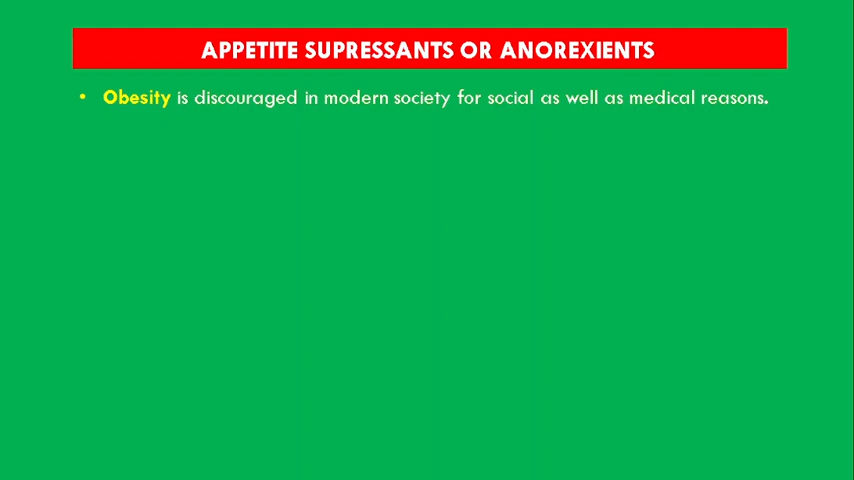 APPETITE SUPRESSANTS OR ANOREXIENTS
• Obesity is discouraged in modern society for social as well as medical reasons.